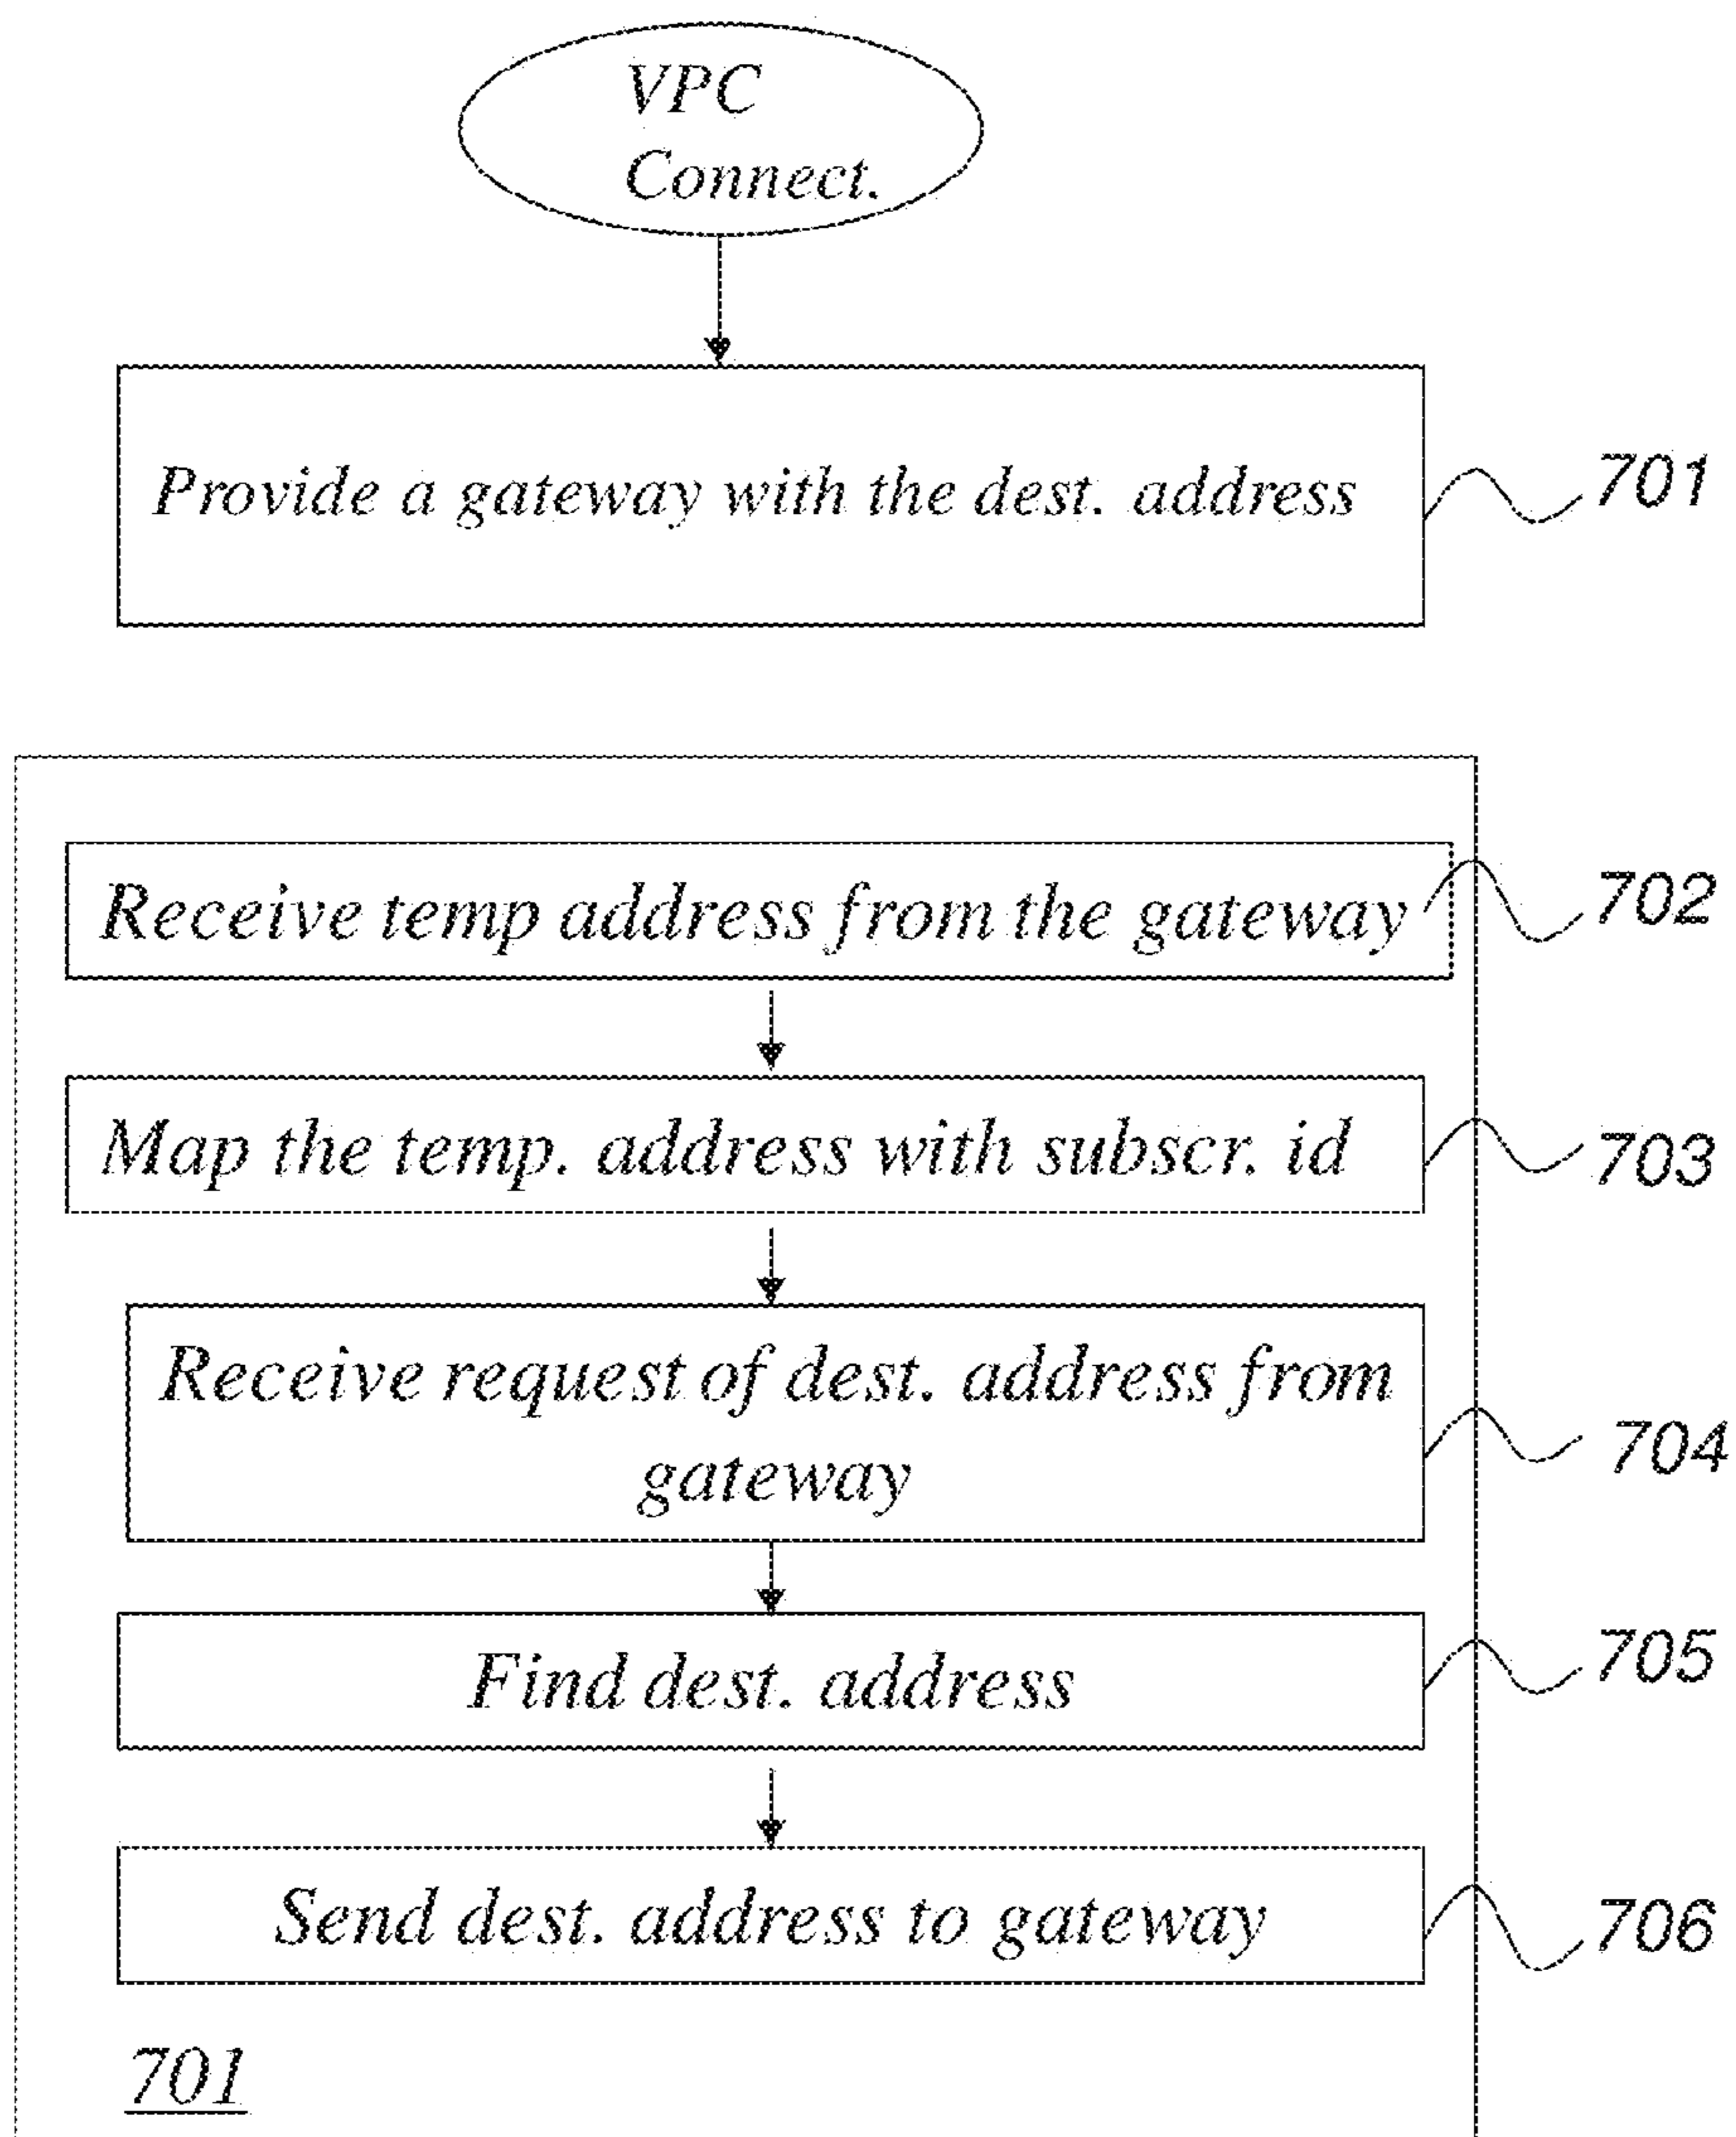 VPC
Connect.
Provide a gateway with the dest. address
701
Receive temp address from the gateway
702
Map the temp. address with subscr. id
703
Receive request of dest. address from
gateway
704
Find dest. address
705
Send dest. address to gateway
706
701